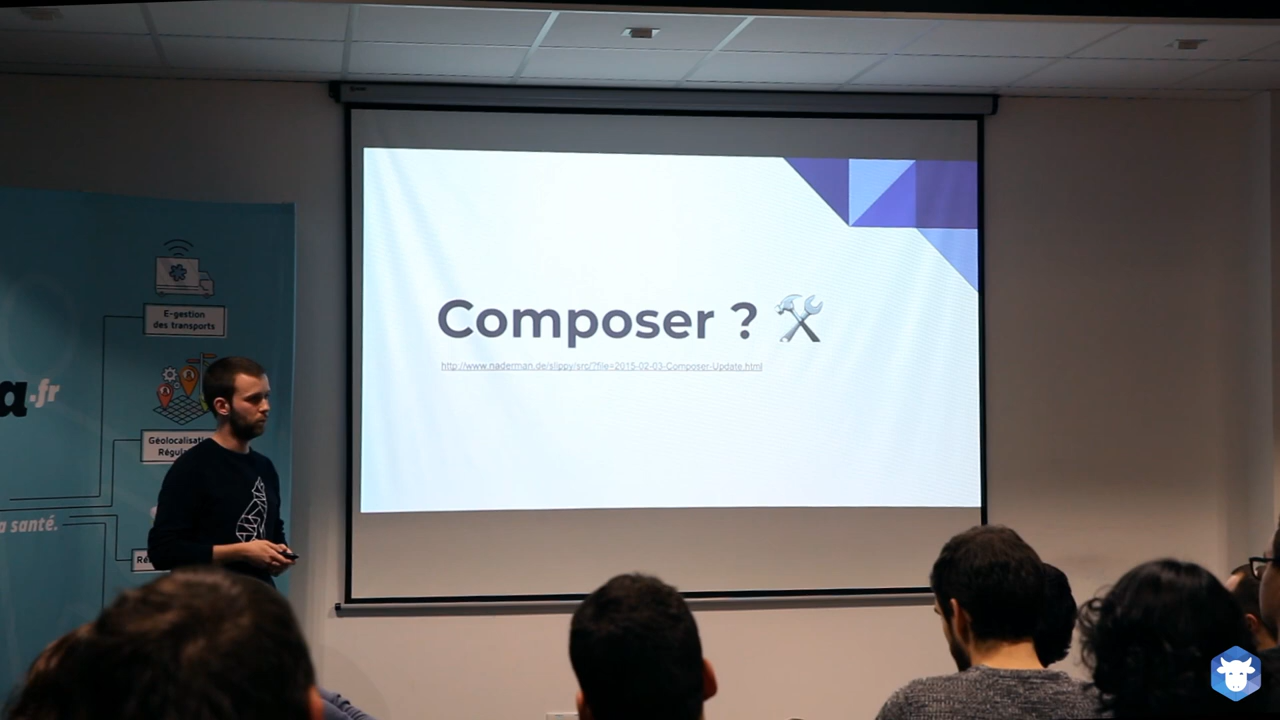 Composer ? 🛠
http://www.naderman.de/slippy/src/?file=2015-02-03-Composer-Update.html
E-gestion
des transports
a.fr
a santé.